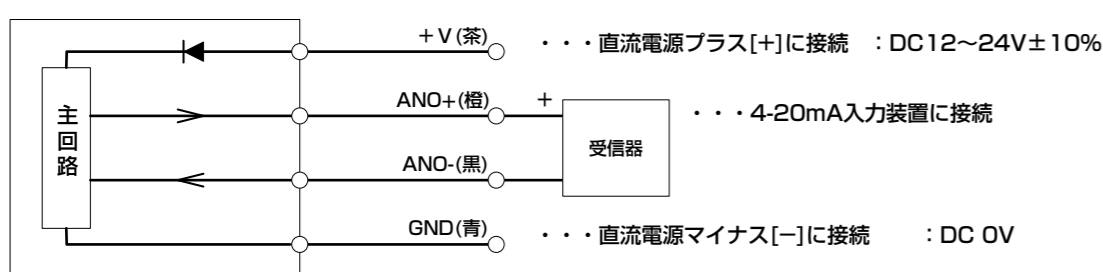 +V(茶) ・・・直流電源プラス[+]に接続 :DC12~24V±10%
主回路
ANO+(橙) + ・・・4-20mA入力装置に接続
受信器
ANO-(黒)
GND(青) ・・・直流電源マイナス[-]に接続 :DC 0V